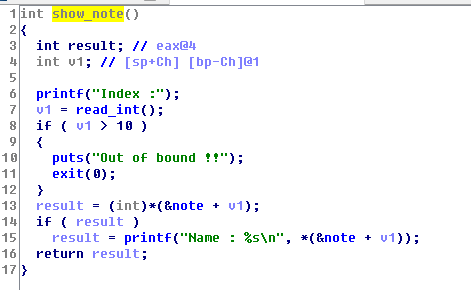 1 int show_note()
2 {
3   int result; // eax@4
4   int v1; // [sp+Ch] [bp-Ch]@1
5
6   printf("Index :");
7   v1 = read_int();
8   if ( v1 > 10 )
9   {
10     puts("Out of bound !!");
11     exit(0);
12   }
13   result = (int)*(&note + v1);
14   if ( result )
15     result = printf("Name : %s\n", *(&note + v1));
16   return result;
17 }